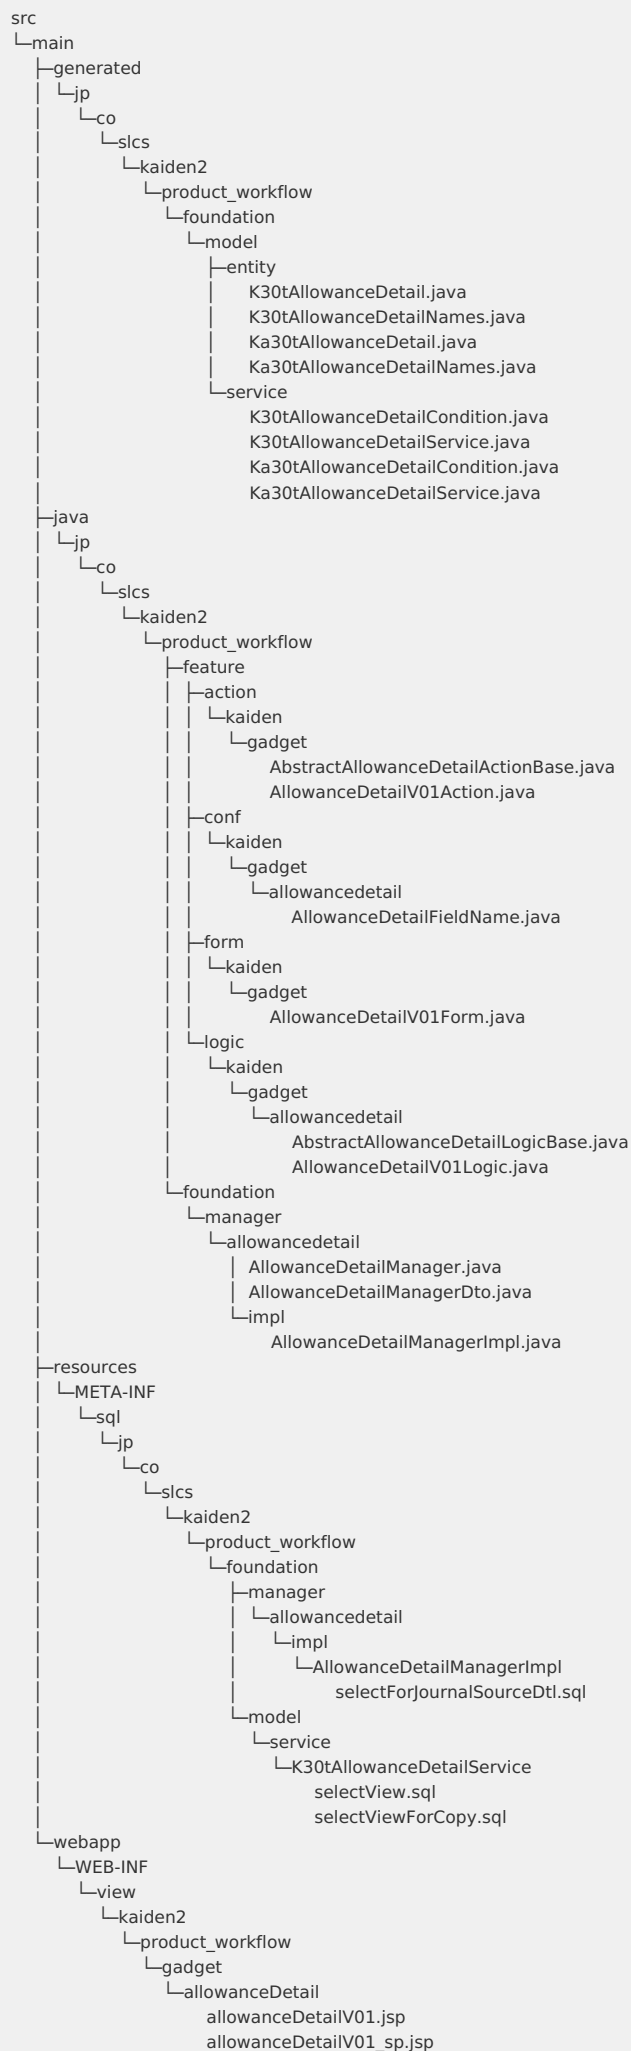 src
└─main
├─generated
│ └─jp
│ └─co
│ └─slcs
│ └─kaiden2
│ └─product_workflow
│ └─foundation
│ └─model
│ ├─entity
│ │ K30tAllowanceDetail.java
│ │ K30tAllowanceDetailNames.java
│ │ Ka30tAllowanceDetail.java
│ │ Ka30tAllowanceDetailNames.java
│ └─service
│ K30tAllowanceDetailCondition.java
│ K30tAllowanceDetailService.java
│ Ka30tAllowanceDetailCondition.java
│ Ka30tAllowanceDetailService.java
├─java
│ └─jp
│ └─co
│ └─slcs
│ └─kaiden2
│ └─product_workflow
│ ├─feature
│ │ ├─action
│ │ │ └─kaiden
│ │ │ └─gadget
│ │ │ AbstractAllowanceDetailActionBase.java
│ │ │ AllowanceDetailV01Action.java
│ │ ├─conf
│ │ │ └─kaiden
│ │ │ └─gadget
│ │ │ └─allowancedetail
│ │ │ AllowanceDetailFieldName.java
│ │ ├─form
│ │ │ └─kaiden
│ │ │ └─gadget
│ │ │ AllowanceDetailV01Form.java
│ │ └─logic
│ │ └─kaiden
│ │ └─gadget
│ │ └─allowancedetail
│ │ AbstractAllowanceDetailLogicBase.java
│ │ AllowanceDetailV01Logic.java
│ └─foundation
│ └─manager
│ └─allowancedetail
│ │ AllowanceDetailManager.java
│ │ AllowanceDetailManagerDto.java
│ └─impl
│ AllowanceDetailManagerImpl.java
├─resources
│ └─META-INF
│ └─sql
│ └─jp
│ └─co
│ └─slcs
│ └─kaiden2
│ └─product_workflow
│ └─foundation
│ ├─manager
│ │ └─allowancedetail
│ │ └─impl
│ │ └─AllowanceDetailManagerImpl
│ │ selectForJournalSourceDtl.sql
│ └─model
│ └─service
│ └─K30tAllowanceDetailService
│ selectView.sql
│ selectViewForCopy.sql
└─webapp
└─WEB-INF
└─view
└─kaiden2
└─product_workflow
└─gadget
└─allowanceDetail
allowanceDetailV01.jsp
allowanceDetailV01_sp.jsp